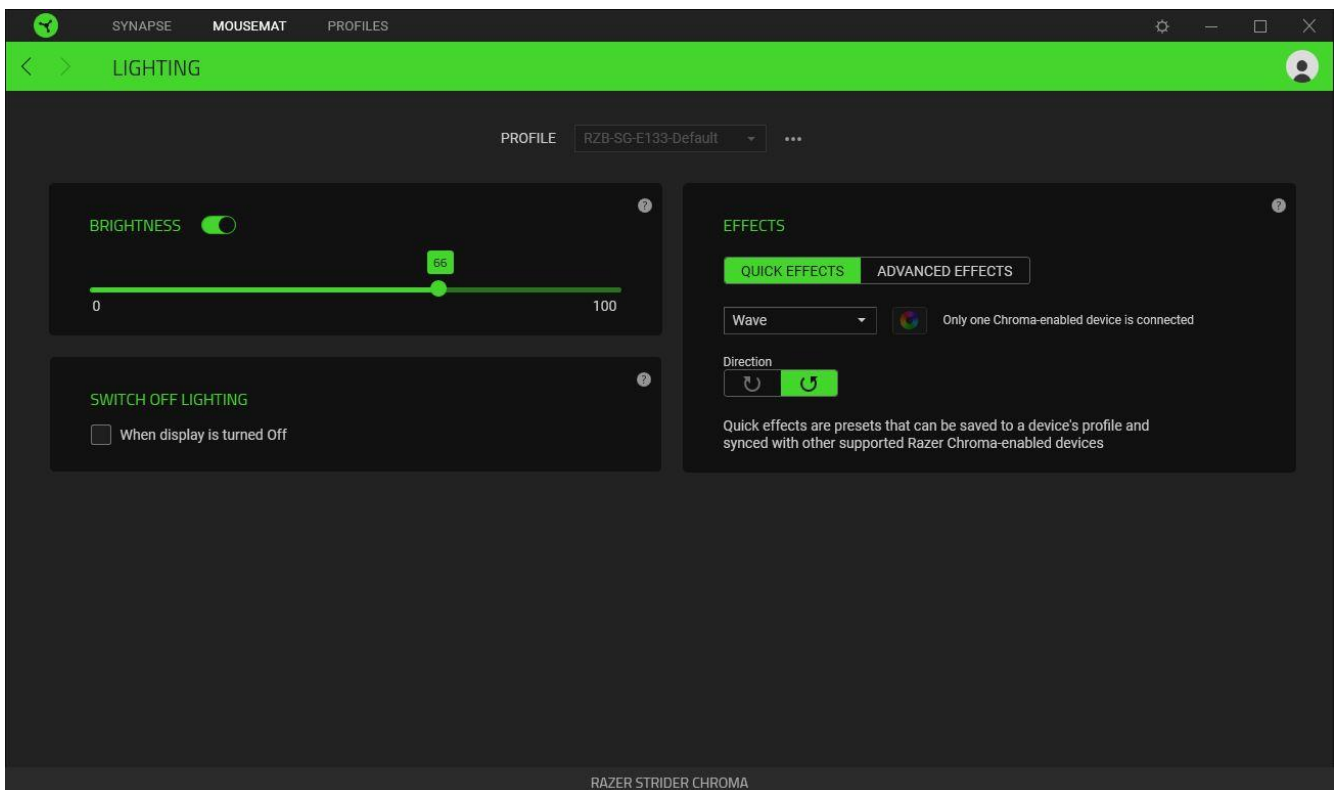 SYNAPSE MOUSEMAT PROFILES
LIGHTING
PROFILE RZB-SG-E133-Default
BRIGHTNESS
66
0 100
SWITCH OFF LIGHTING
When display is turned Off
EFFECTS
QUICK EFFECTS ADVANCED EFFECTS
Wave Only one Chroma-enabled device is connected
Direction
Quick effects are presets that can be saved to a device's profile and
synced with other supported Razer Chroma-enabled devices
RAZER STRIDER CHROMA